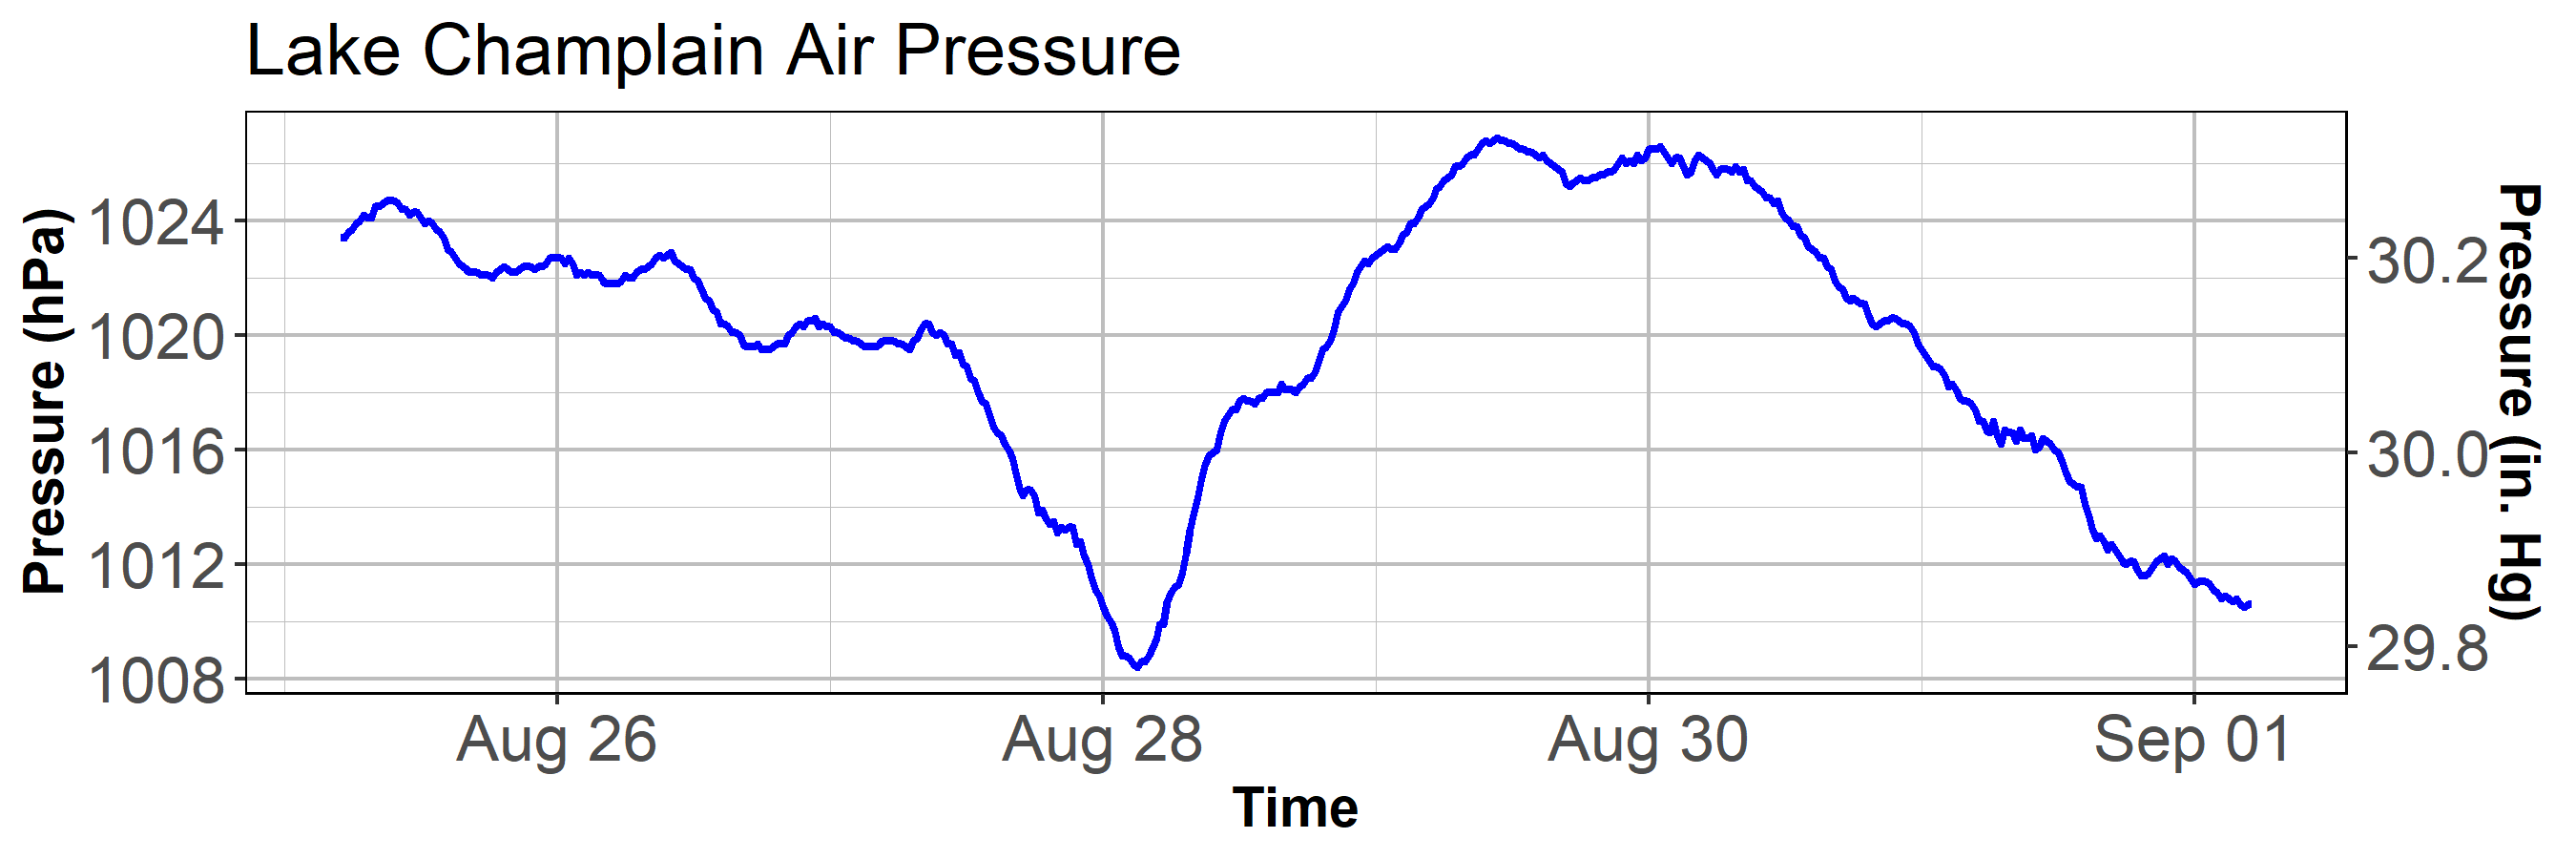 Lake Champlain Air Pressure
Pressure (hPa)
1024
1020
1016
1012
1008
30.2
30.0
29.8
Pressure (in. Hg)
Aug 26
Aug 28
Aug 30
Sep 01
Time